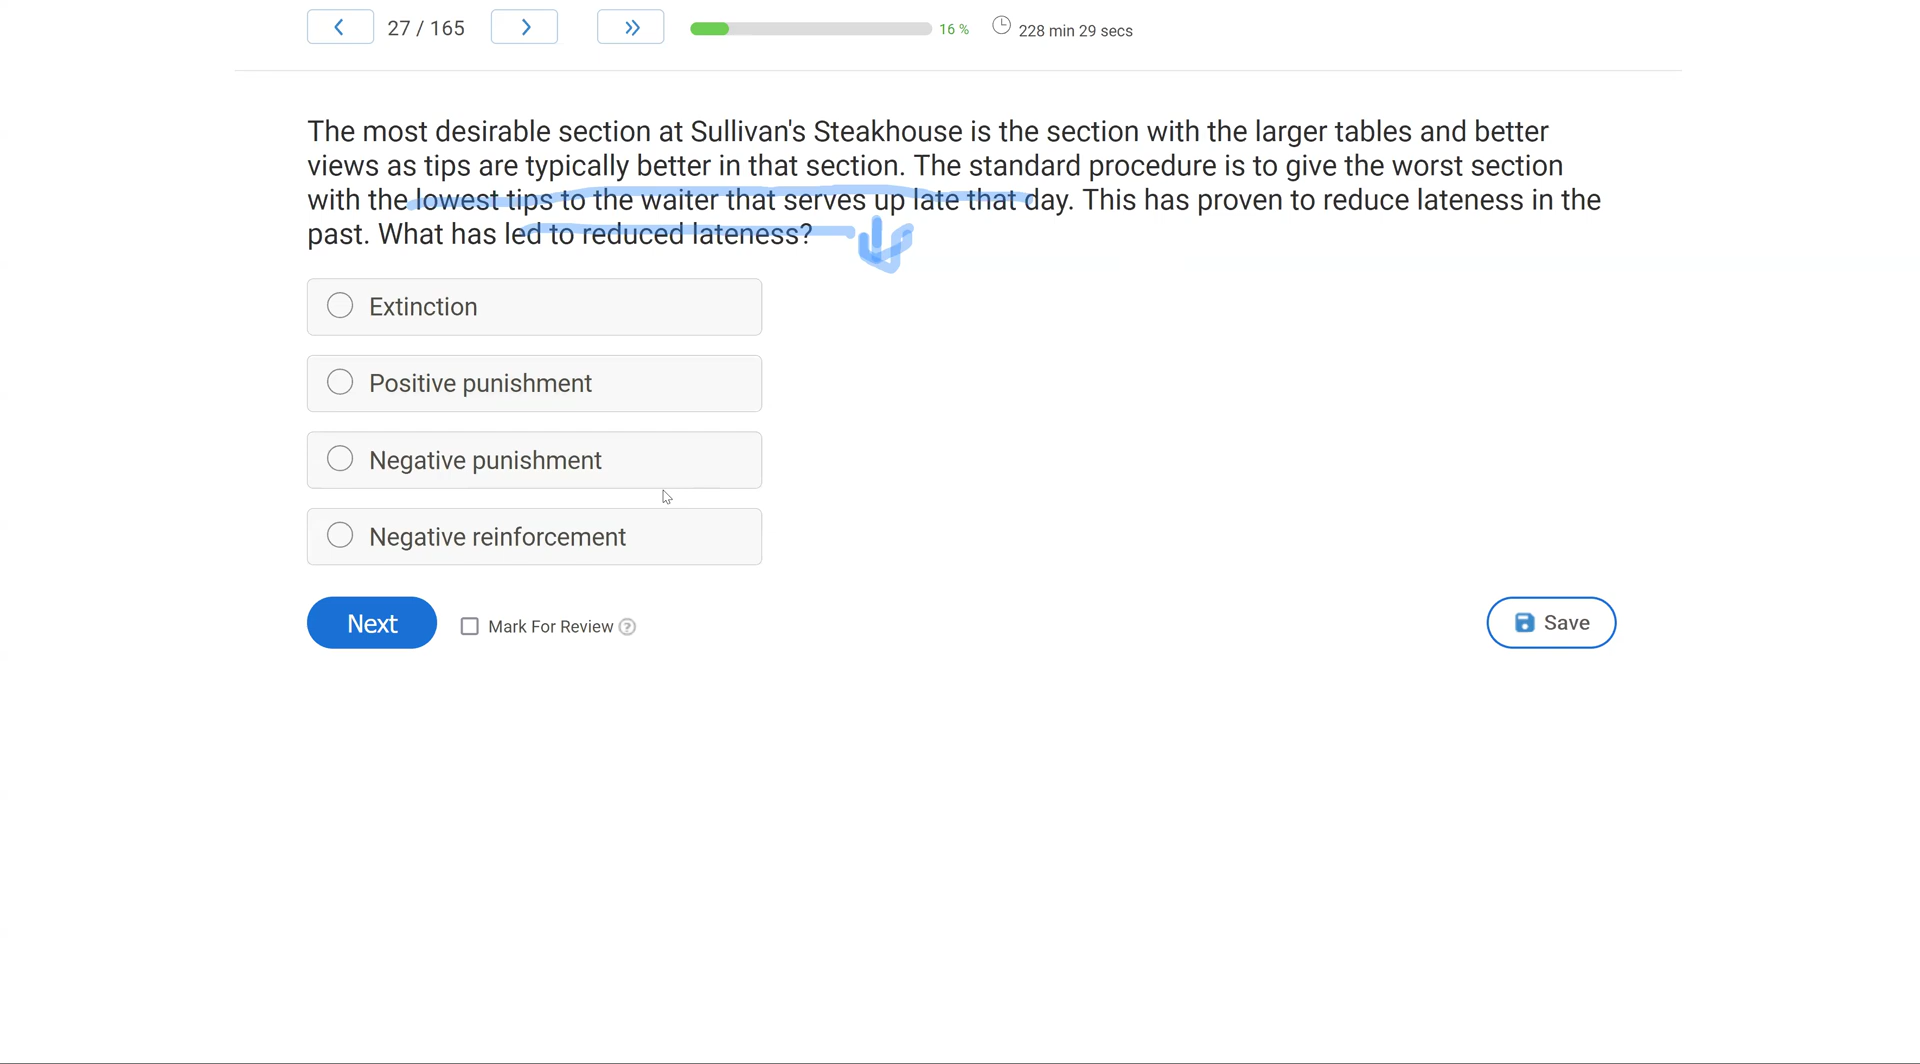 27 / 165
16 %
228 min 29 secs
The most desirable section at Sullivan's Steakhouse is the section with the larger tables and better
views as tips are typically better in that section. The standard procedure is to give the worst section
with the lowest tips to the waiter that serves up late that day. This has proven to reduce lateness in the
past. What has led to reduced lateness?
Extinction
Positive punishment
Negative punishment
Negative reinforcement
Next
Mark For Review ?
Save